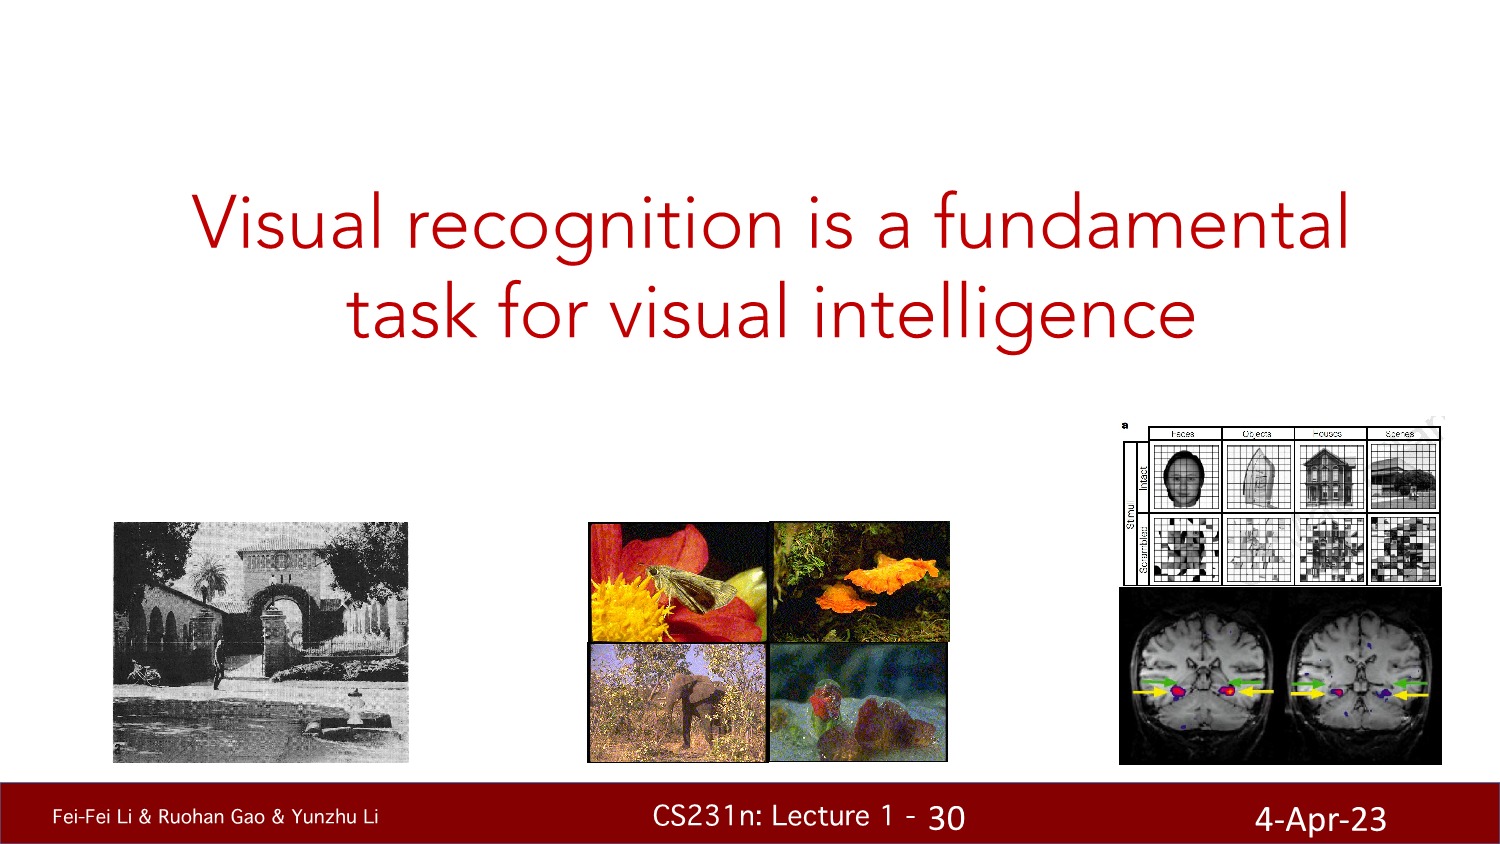 Visual recognition is a fundamental
task for visual intelligence
a
Faces Objects Houses Scenes
Stimuli
Intact
Scrambled
Fei-Fei Li & Ruohan Gao & Yunzhu Li
CS231n: Lecture 1 - 30
4-Apr-23